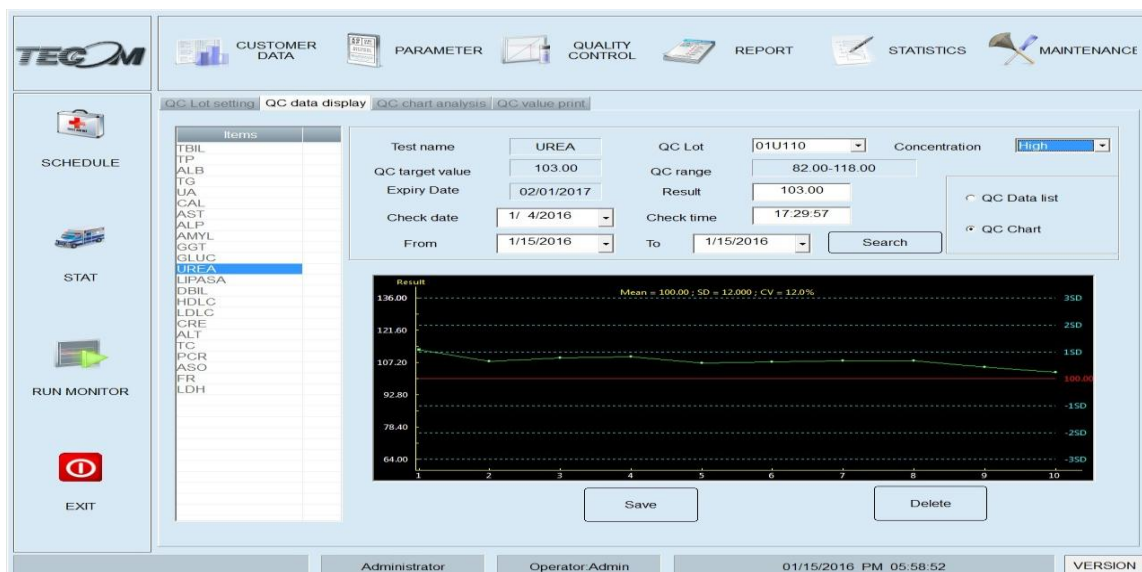 TECOM
CUSTOMER DATA
PARAMETER
QUALITY CONTROL
REPORT
STATISTICS
MAINTENANCE
SCHEDULE
STAT
RUN MONITOR
EXIT
QC Lot setting QC data display QC chart analysis QC value print
Items
TBIL
TP
ALB
TG
UA
CAL
AST
ALP
AMYL
GGT
GLUC
UREA
LIPASA
DBIL
HDLC
LDLC
CRE
ALT
TC
PCR
ASO
FR
LDH
Test name UREA QC Lot 01U110 Concentration High
QC target value 103.00 QC range 82.00-118.00
Expiry Date 02/01/2017 Result 103.00
Check date 1/ 4/2016 Check time 17:29:57
From 1/15/2016 To 1/15/2016 Search
QC Data list
QC Chart
Result
Mean = 100.00 ; SD = 12.000 ; CV = 12.0%
136.00 3SD
121.60 2SD
107.20 1SD
100.00
92.80 -1SD
78.40 -2SD
64.00 -3SD
1 2 3 4 5 6 7 8 9 10
Save Delete
Administrator Operator:Admin 01/15/2016 PM 05:58:52 VERSION